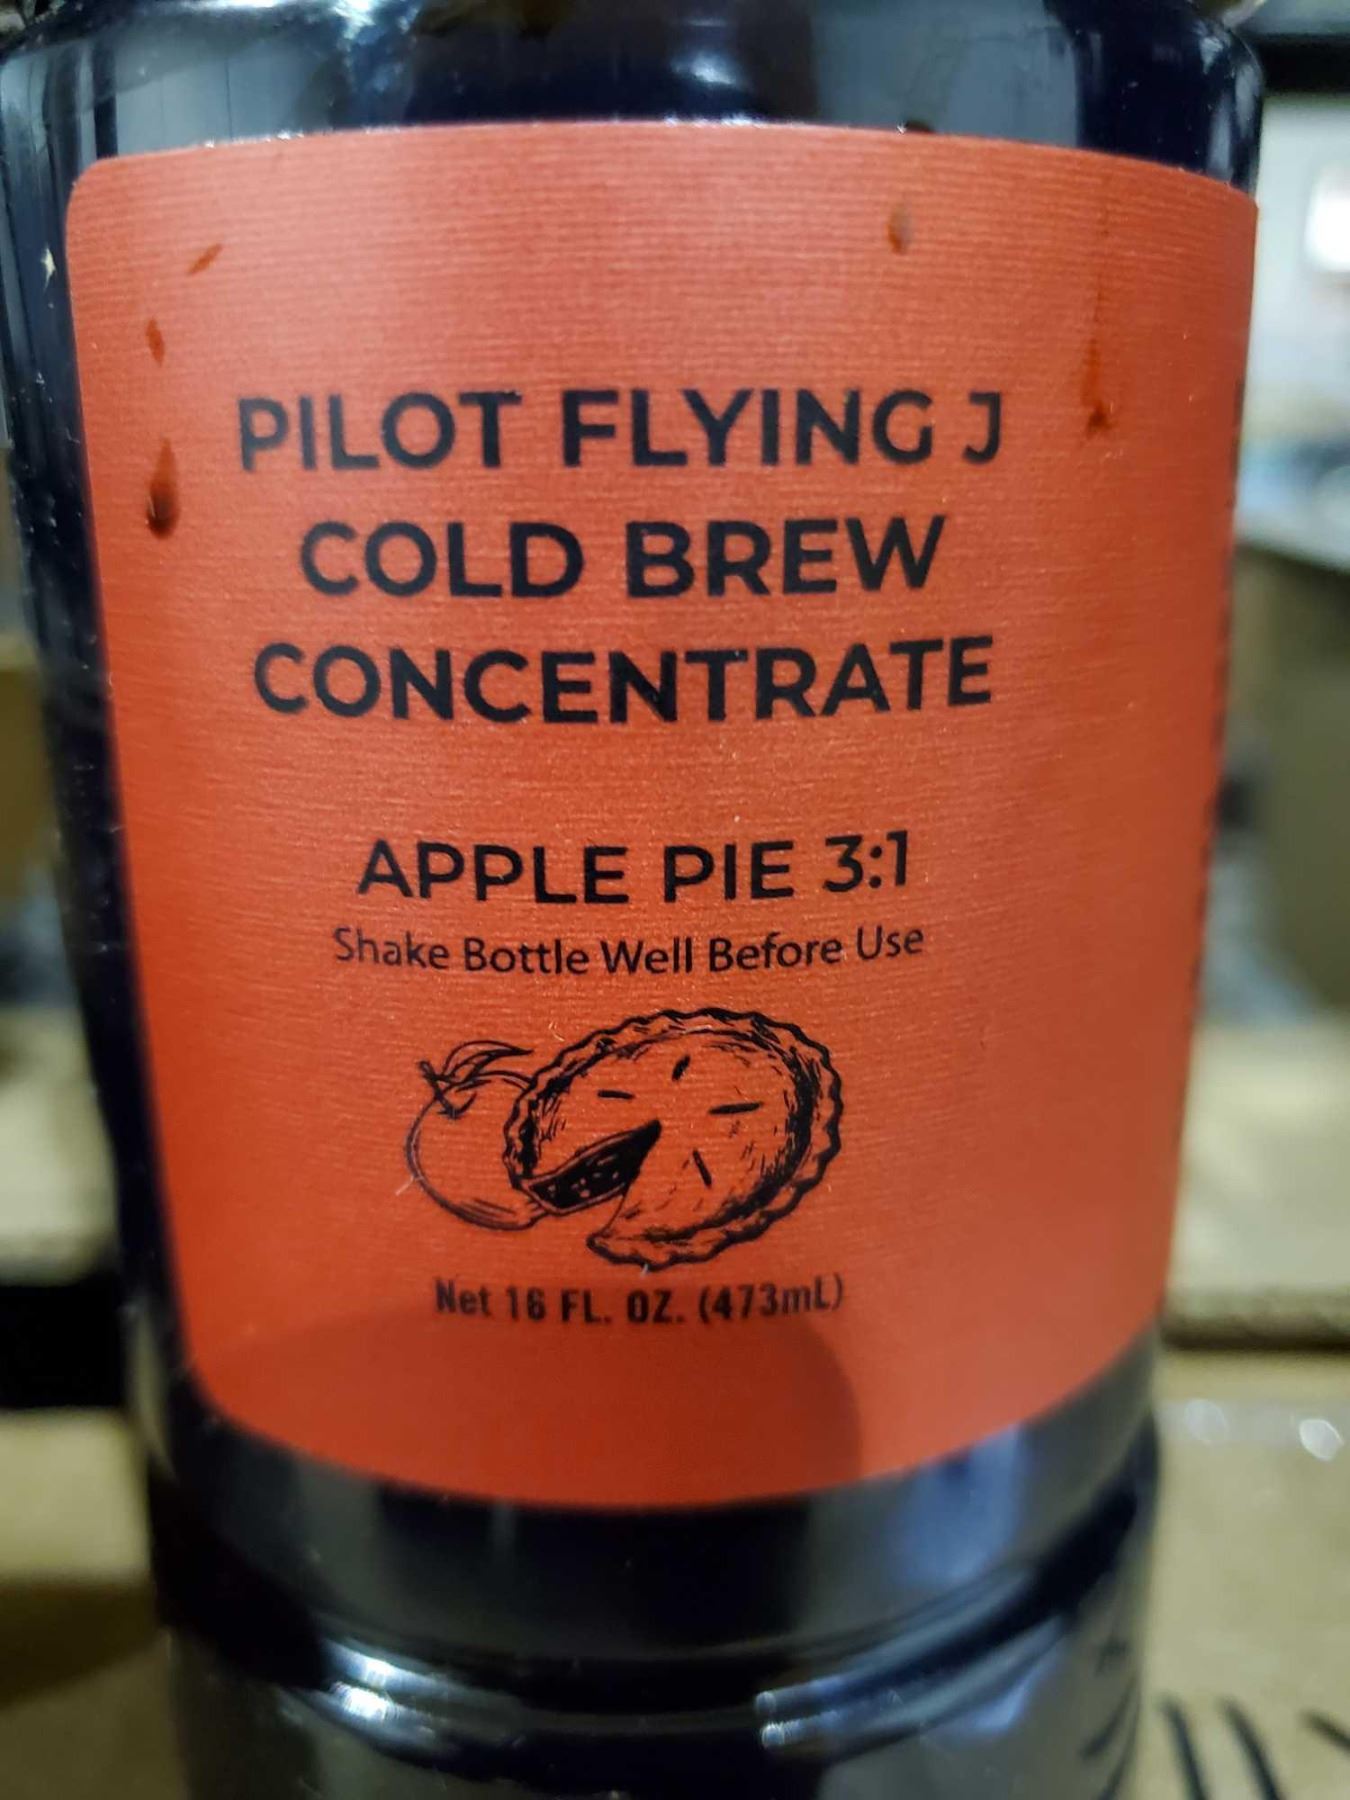 PILOT FLYING J
COLD BREW
CONCENTRATE
APPLE PIE 3:1
Shake Bottle Well Before Use
Net 16 FL. OZ. (473mL)